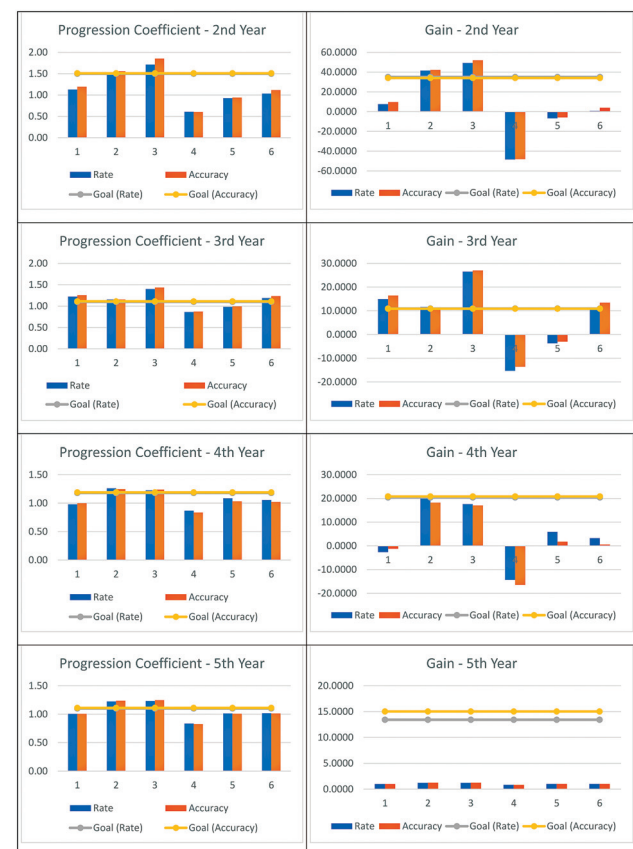 Progression Coefficient - 2nd Year
2.00
1.50
1.00
0.50
0.00
1 2 3 4 5 6
Rate Accuracy
Goal (Rate) Goal (Accuracy)
Gain - 2nd Year
60.0000
40.0000
20.0000
0.0000
-20.0000
-40.0000
-60.0000
1 2 3 4 5 6
Rate Accuracy Goal (Rate) Goal (Accuracy)
Progression Coefficient - 3rd Year
2.00
1.50
1.00
0.50
0.00
1 2 3 4 5 6
Rate Accuracy
Goal (Rate) Goal (Accuracy)
Gain - 3rd Year
30.0000
20.0000
10.0000
0.0000
-10.0000
-20.0000
1 2 3 4 5 6
Rate Accuracy Goal (Rate) Goal (Accuracy)
Progression Coefficient - 4th Year
1.50
1.00
0.50
0.00
1 2 3 4 5 6
Rate Accuracy
Goal (Rate) Goal (Accuracy)
Gain - 4th Year
30.0000
20.0000
10.0000
0.0000
-10.0000
-20.0000
1 2 3 4 5 6
Rate Accuracy Goal (Rate) Goal (Accuracy)
Progression Coefficient - 5th Year
1.50
1.00
0.50
0.00
1 2 3 4 5 6
Rate Accuracy
Goal (Rate) Goal (Accuracy)
Gain - 5th Year
20.0000
15.0000
10.0000
5.0000
0.0000
1 2 3 4 5 6
Rate Accuracy Goal (Rate) Goal (Accuracy)